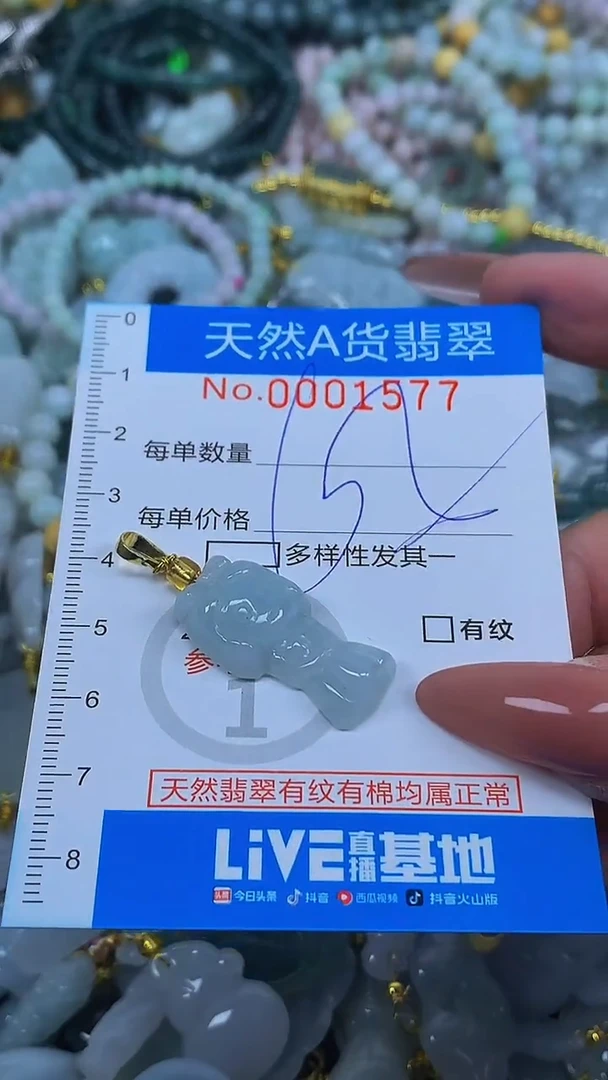 天然A货翡翠
No.0001577
0
1
2
3
4
5
6
7
8
每单数量
每单价格
多样性发其一
有纹
参
1
天然翡翠有纹有棉均属正常
LiVE直播基地
头条 今日头条 抖音 西瓜视频 抖音火山版